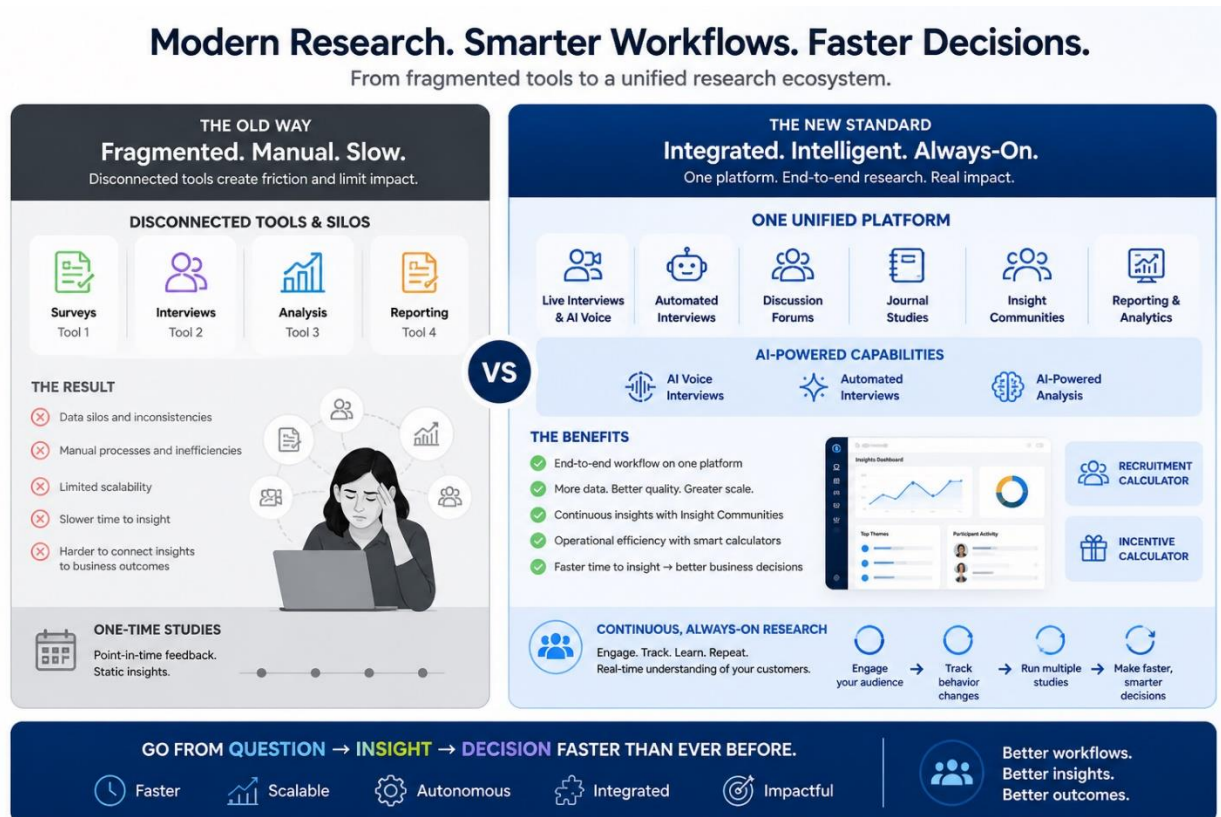 Modern Research. Smarter Workflows. Faster Decisions.
From fragmented tools to a unified research ecosystem.
THE OLD WAY
Fragmented. Manual. Slow.
Disconnected tools create friction and limit impact.
DISCONNECTED TOOLS & SILOS
Surveys
Tool 1
Interviews
Tool 2
Analysis
Tool 3
Reporting
Tool 4
THE RESULT
Data silos and inconsistencies
Manual processes and inefficiencies
Limited scalability
Slower time to insight
Harder to connect insights
to business outcomes
ONE-TIME STUDIES
Point-in-time feedback.
Static insights.
VS
THE NEW STANDARD
Integrated. Intelligent. Always-On.
One platform. End-to-end research. Real impact.
ONE UNIFIED PLATFORM
Live Interviews
& AI Voice
Automated
Interviews
Discussion
Forums
Journal
Studies
Insight
Communities
Reporting &
Analytics
AI-POWERED CAPABILITIES
AI Voice
Interviews
Automated
Interviews
AI-Powered
Analysis
THE BENEFITS
End-to-end workflow on one platform
More data. Better quality. Greater scale.
Continuous insights with Insight Communities
Operational efficiency with smart calculators
Faster time to insight → better business decisions
Insights Dashboard
Top Themes
Participant Activity
RECRUITMENT
CALCULATOR
INCENTIVE
CALCULATOR
CONTINUOUS, ALWAYS-ON RESEARCH
Engage. Track. Learn. Repeat.
Real-time understanding of your customers.
Engage
your audience
→
Track
behavior
changes
→
Run multiple
studies
→
Make faster,
smarter
decisions
GO FROM QUESTION → INSIGHT → DECISION FASTER THAN EVER BEFORE.
Faster
Scalable
Autonomous
Integrated
Impactful
Better workflows.
Better insights.
Better outcomes.